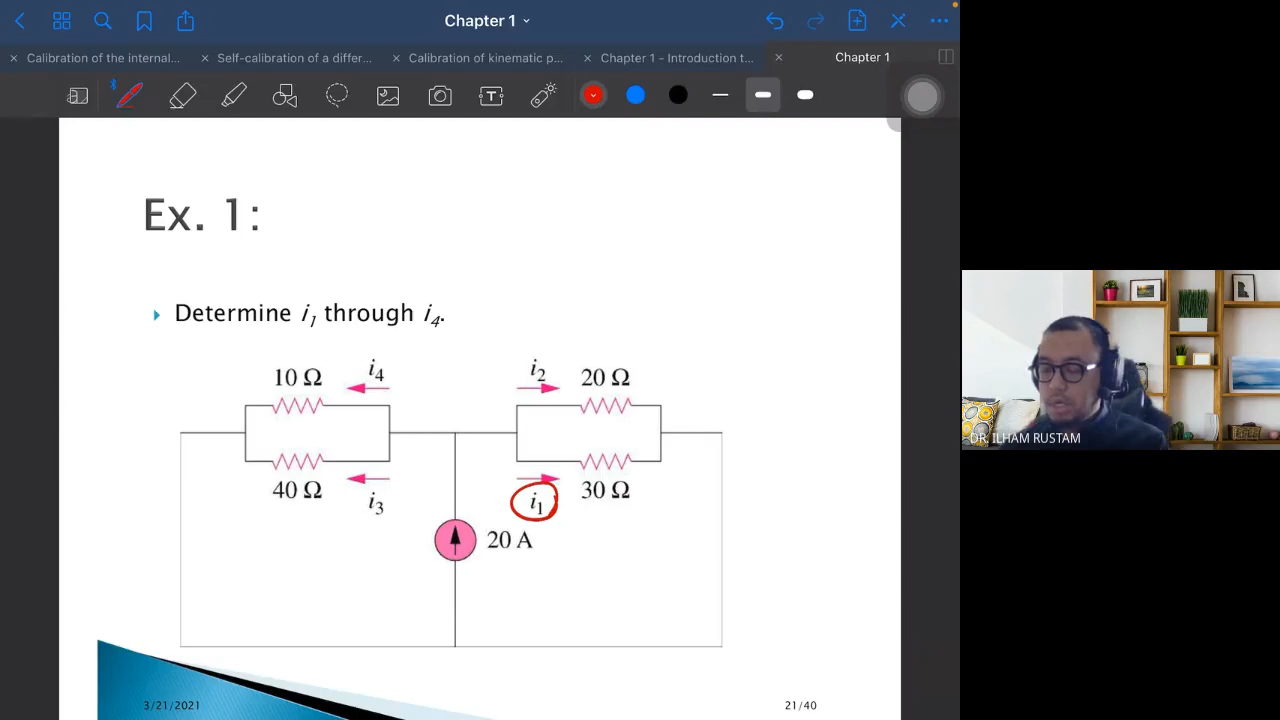 Chapter 1
Calibration of the internal...
Self-calibration of a differ...
Calibration of kinematic p...
Chapter 1 - Introduction t...
Chapter 1
T
Ex. 1:
Determine i1 through i4.
10 Ω
i4
i2
20 Ω
40 Ω
i3
i1
30 Ω
20 A
DR. ILHAM RUSTAM
3/21/2021
21/40